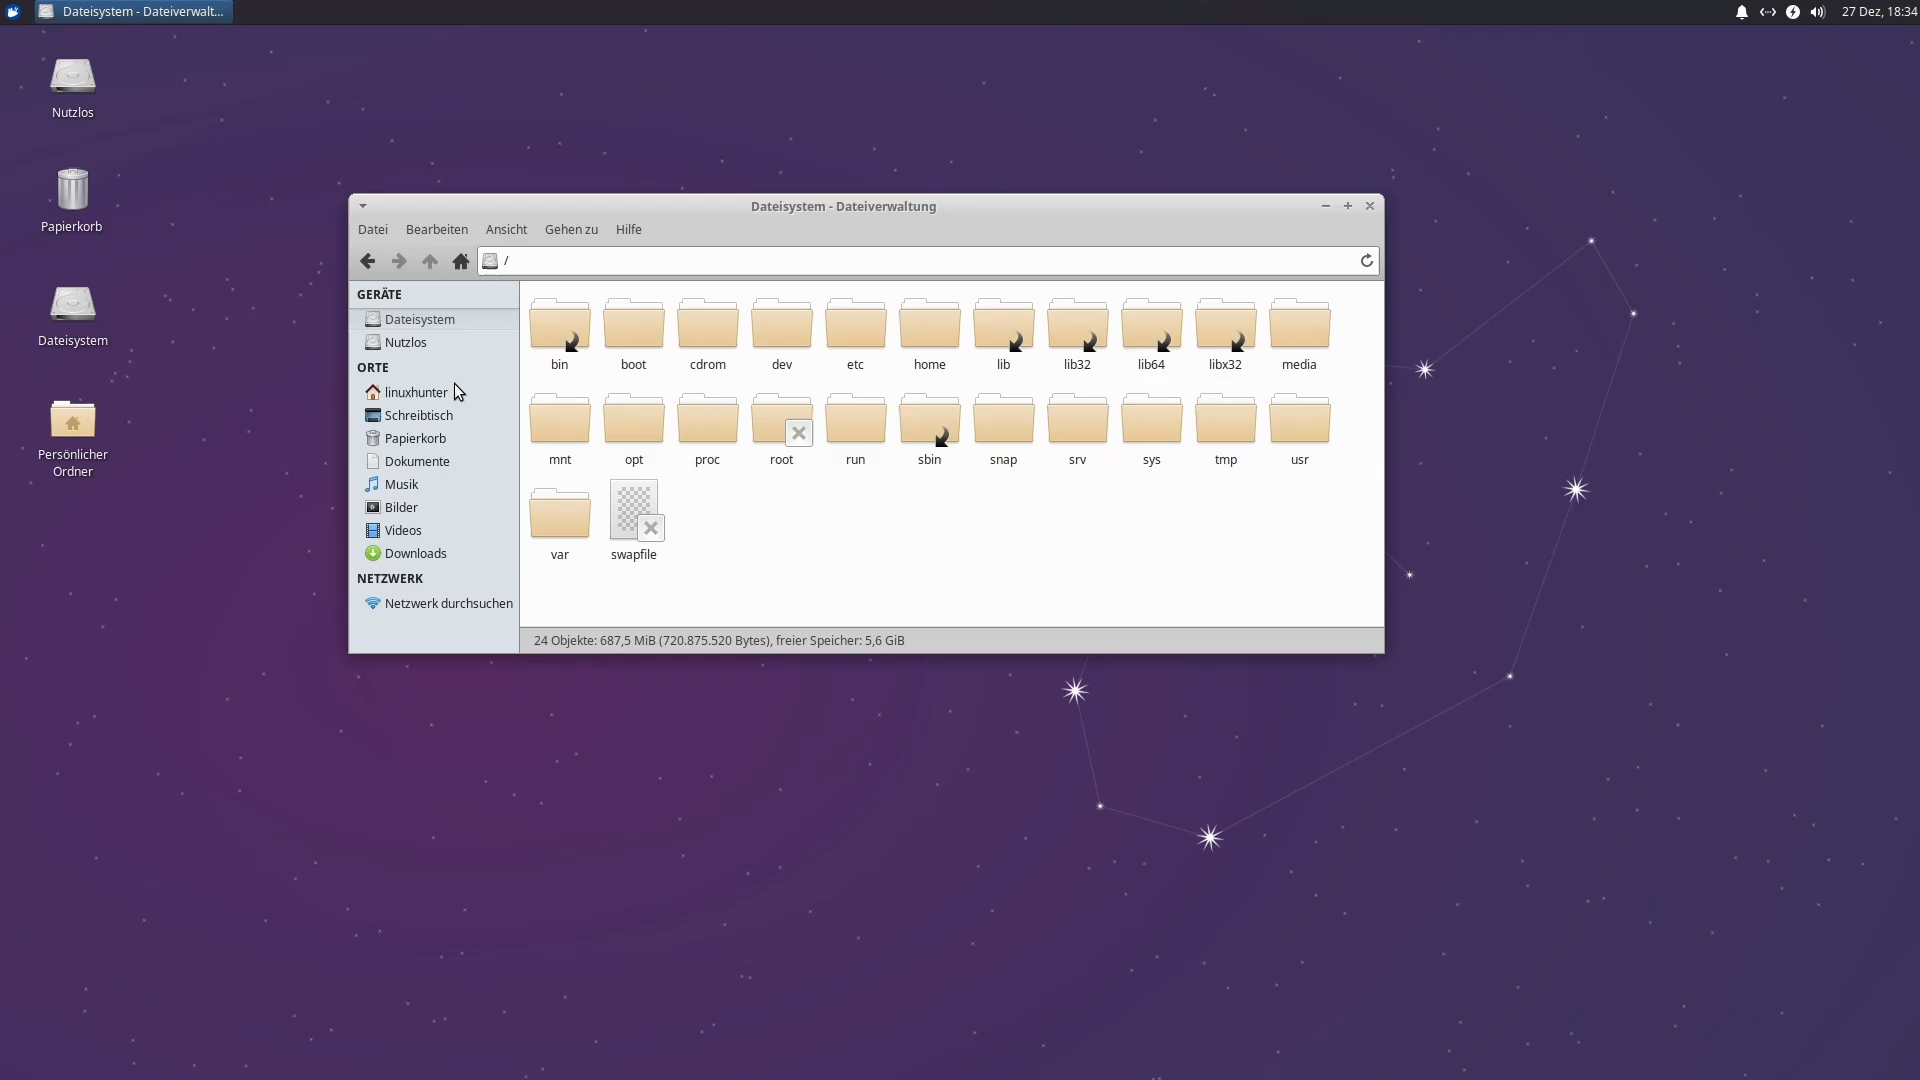 Dateisystem - Dateiverwalt...
27 Dez, 18:34
Nutzlos
Papierkorb
Dateisystem
Persönlicher
Ordner
Dateisystem - Dateiverwaltung
Datei Bearbeiten Ansicht Gehen zu Hilfe
/
GERÄTE
Dateisystem
Nutzlos
ORTE
linuxhunter
Schreibtisch
Papierkorb
Dokumente
Musik
Bilder
Videos
Downloads
NETZWERK
Netzwerk durchsuchen
bin boot cdrom dev etc home lib lib32 lib64 libx32 media
mnt opt proc root run sbin snap srv sys tmp usr
var swapfile
24 Objekte: 687,5 MiB (720.875.520 Bytes), freier Speicher: 5,6 GiB